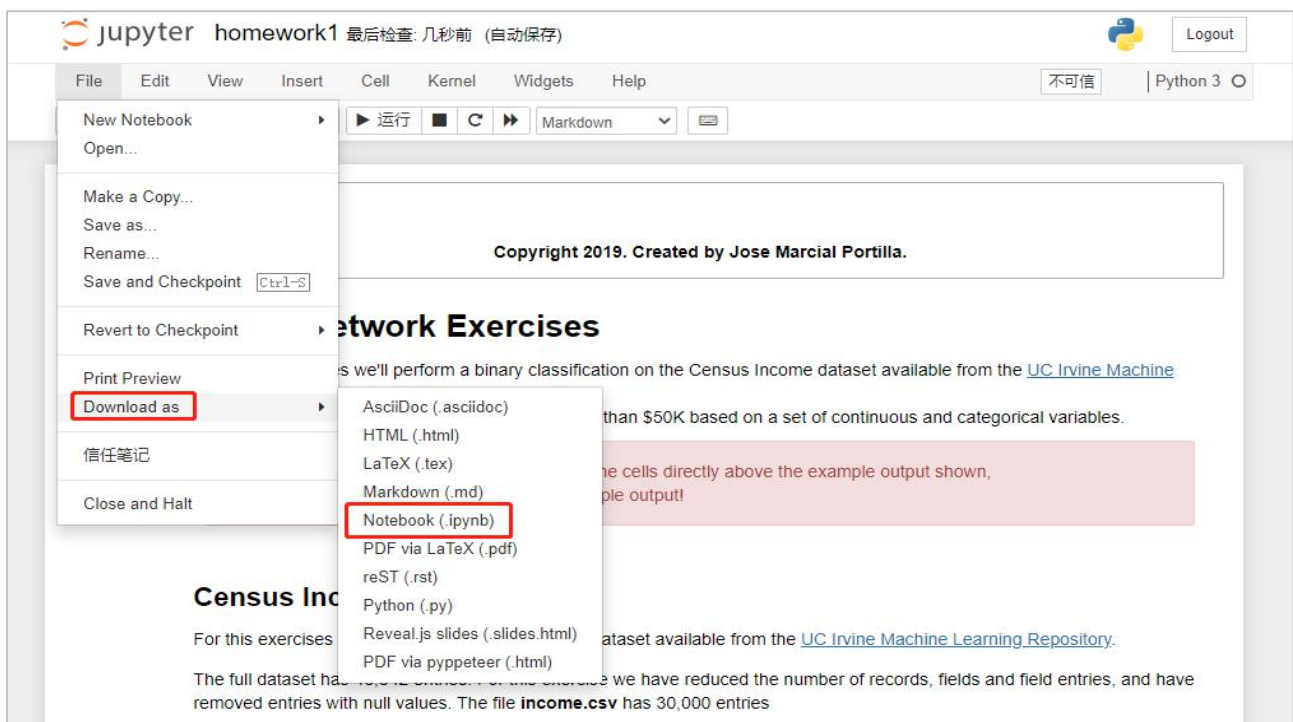 jupyter homework1 最后检查: 几秒前 (自动保存) Logout
File Edit View Insert Cell Kernel Widgets Help 不可信 Python 3
运行 Markdown
New Notebook
Open...
Make a Copy...
Save as...
Rename...
Save and Checkpoint Ctrl-S
Revert to Checkpoint
Print Preview
Download as
信任笔记
Close and Halt
AsciiDoc (.asciidoc)
HTML (.html)
LaTeX (.tex)
Markdown (.md)
Notebook (.ipynb)
PDF via LaTeX (.pdf)
reST (.rst)
Python (.py)
Reveal.js slides (.slides.html)
PDF via pyppeteer (.html)
Copyright 2019. Created by Jose Marcial Portilla.
etwork Exercises
s we'll perform a binary classification on the Census Income dataset available from the UC Irvine Machine
than $50K based on a set of continuous and categorical variables.
he cells directly above the example output shown,
ple output!
Census Inc
For this exercises ataset available from the UC Irvine Machine Learning Repository.
The full dataset has we have reduced the number of records, fields and field entries, and have
removed entries with null values. The file income.csv has 30,000 entries